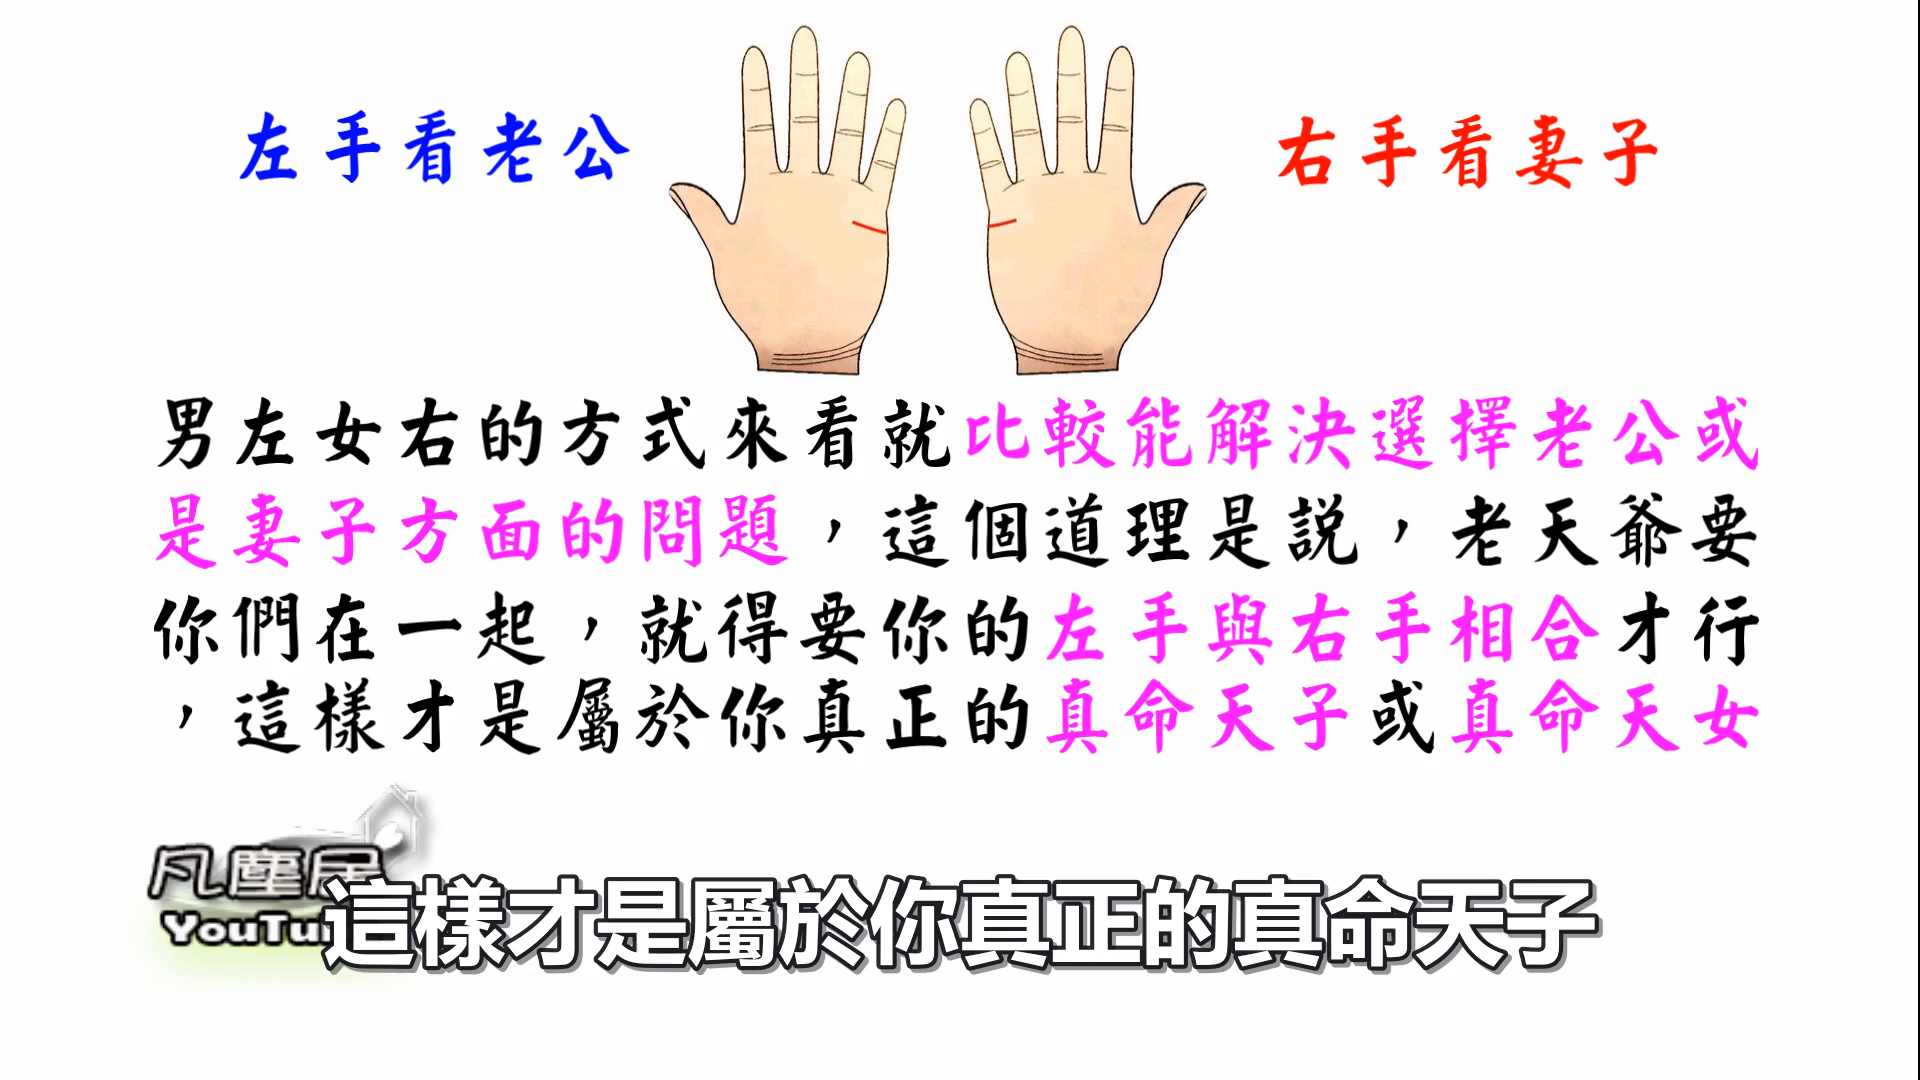 左手看老公
右手看妻子
男左女右的方式來看就比較能解決選擇老公或
是妻子方面的問題，這個道理是説，老天爺要
你們在一起，就得要你的左手與右手相合才行
，這樣才是屬於你真正的真命天子或真命天女
凡塵居
這樣才是屬於你真正的真命天子